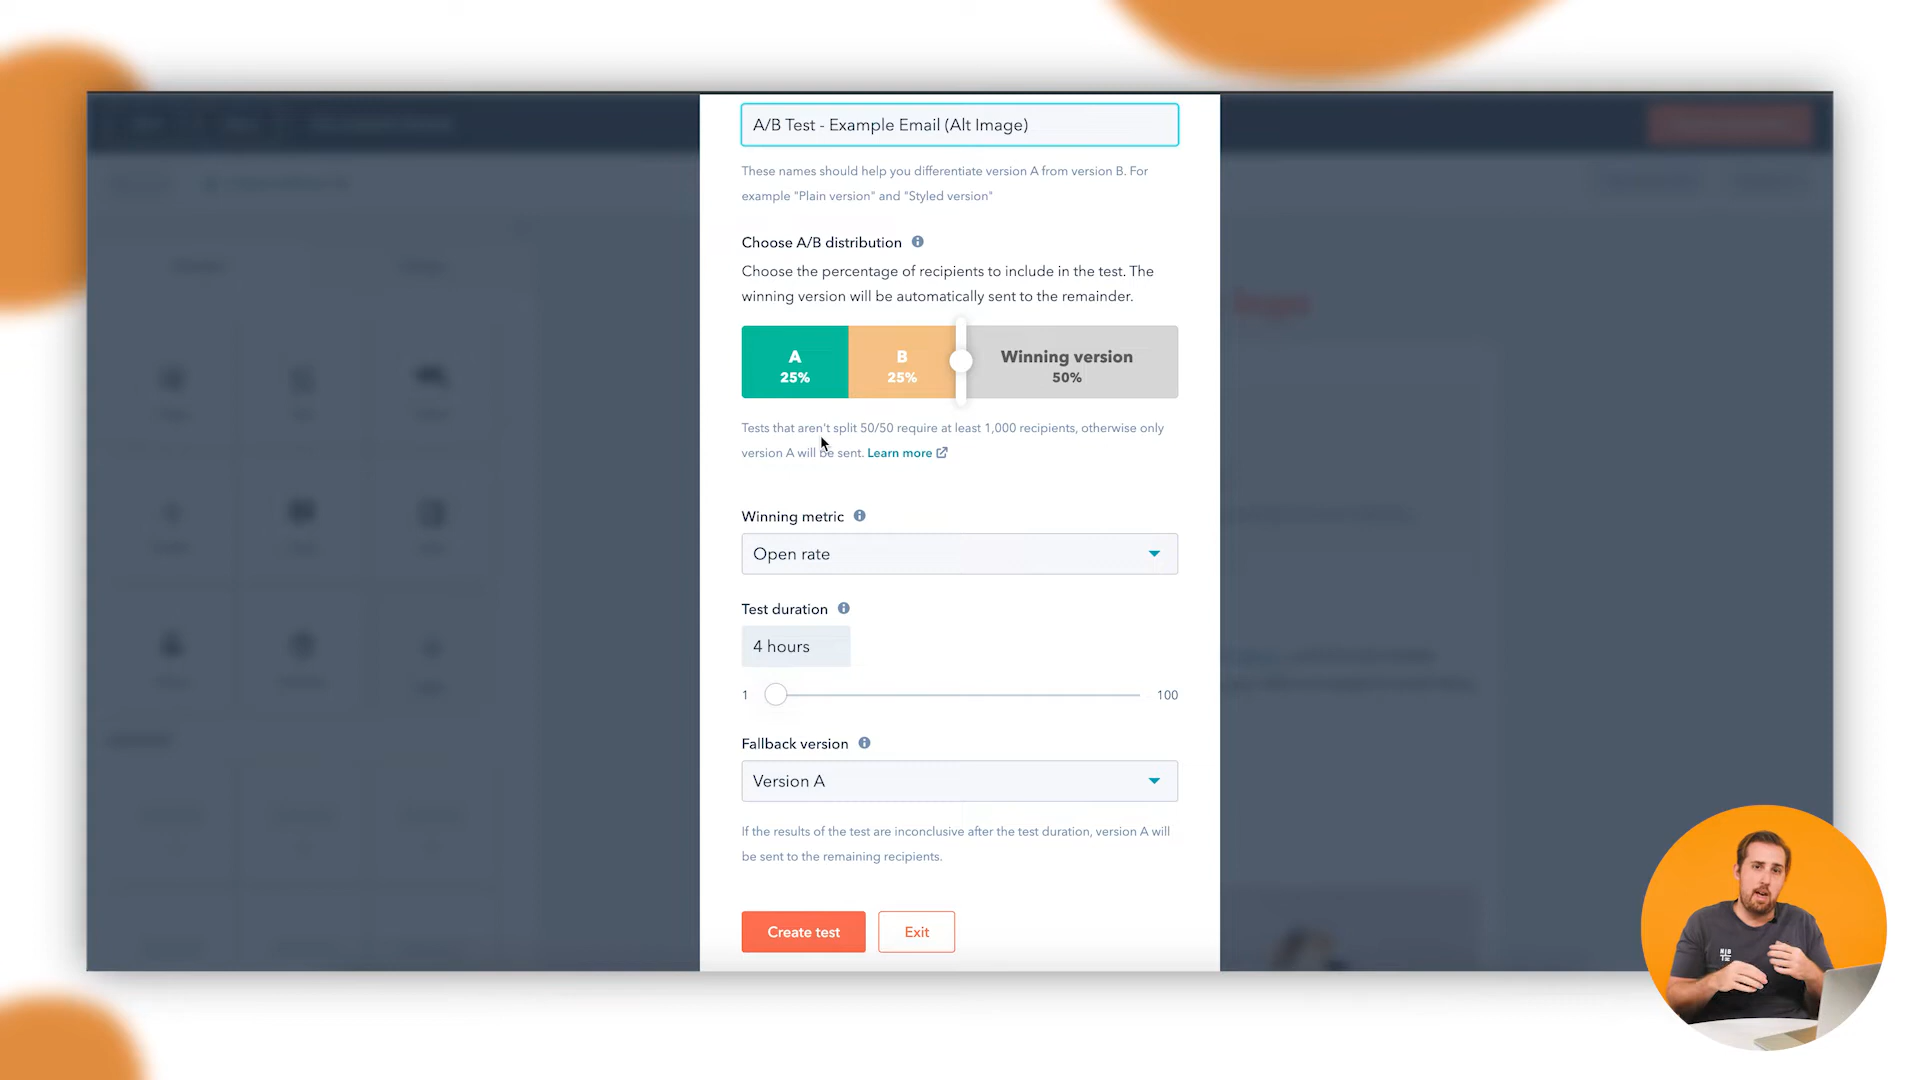 A/B Test - Example Email (Alt Image)
These names should help you differentiate version A from version B. For
example "Plain version" and "Styled version"
Choose A/B distribution
Choose the percentage of recipients to include in the test. The
winning version will be automatically sent to the remainder.
A
25%
B
25%
Winning version
50%
Tests that aren't split 50/50 require at least 1,000 recipients, otherwise only
version A will be sent. Learn more
Winning metric
Open rate
Test duration
4 hours
1
100
Fallback version
Version A
If the results of the test are inconclusive after the test duration, version A will
be sent to the remaining recipients.
Create test
Exit